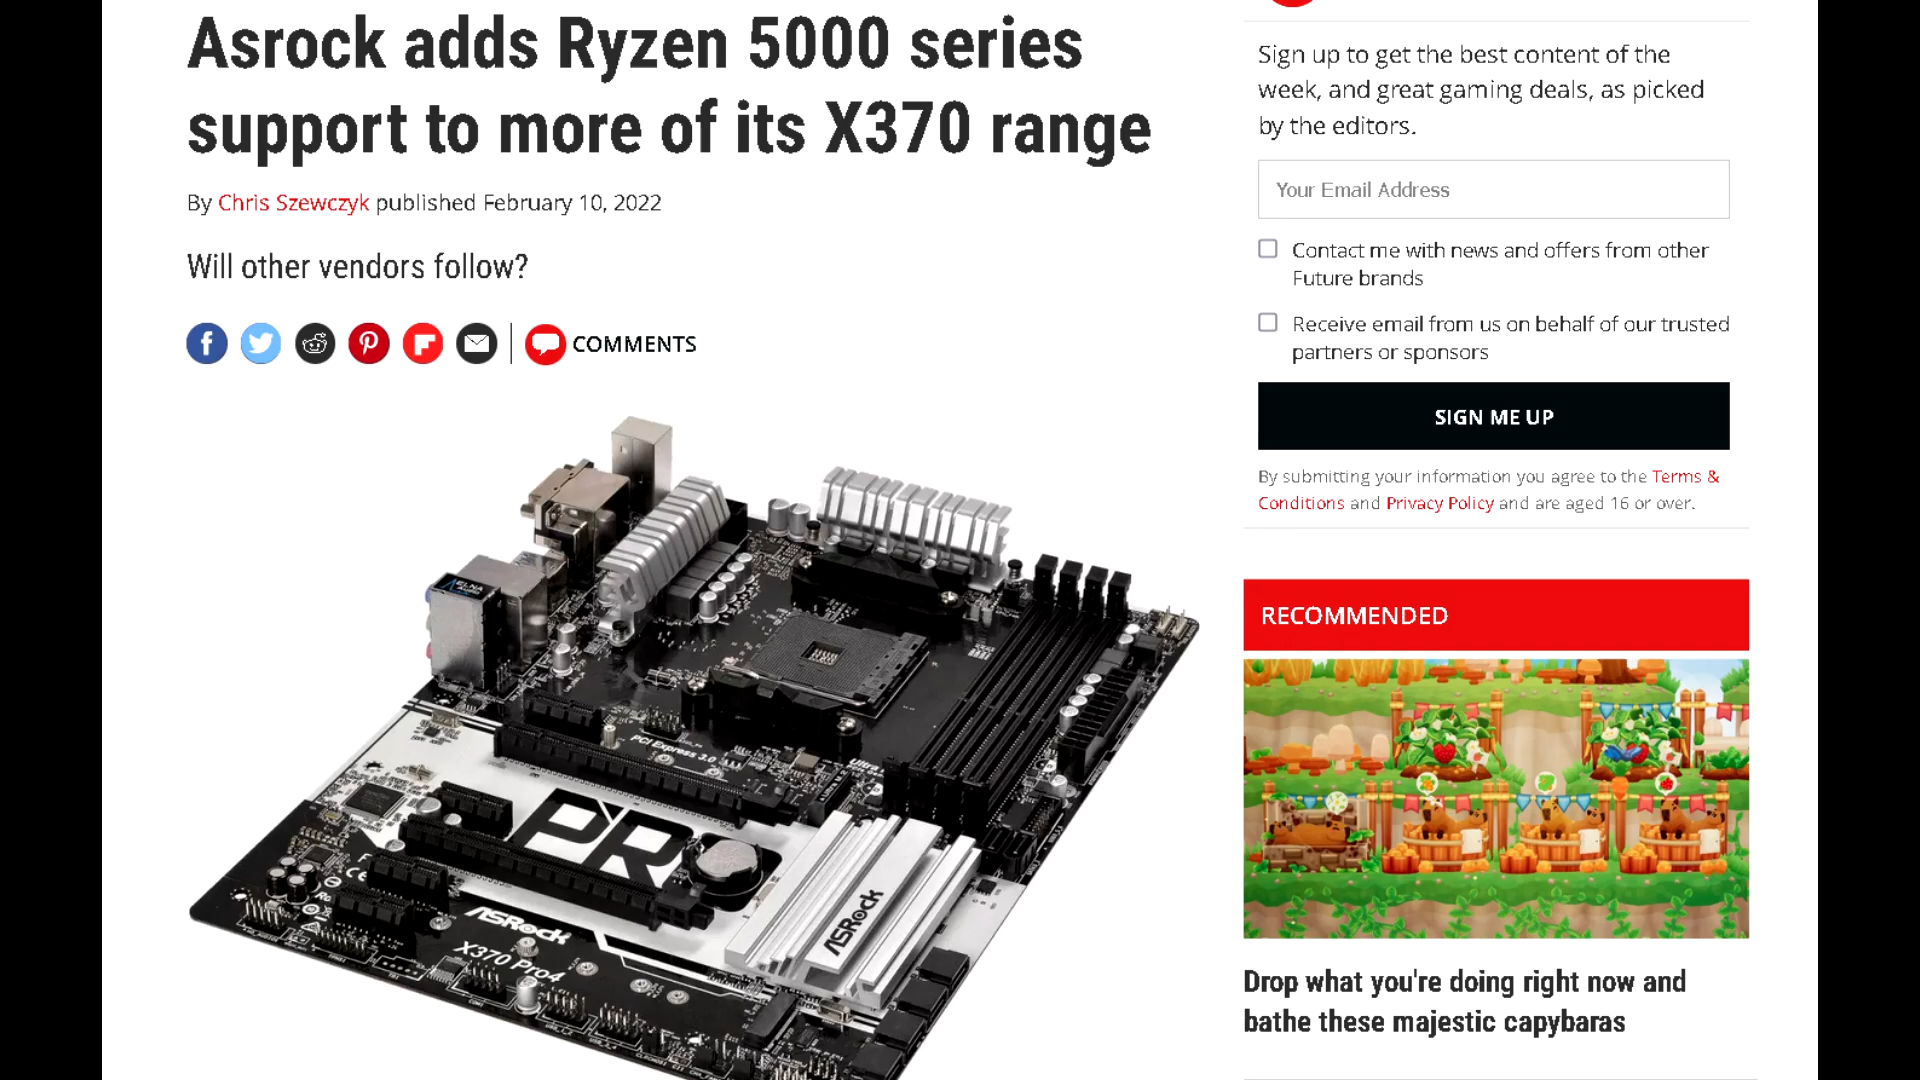 Asrock adds Ryzen 5000 series
support to more of its X370 range
By Chris Szewczyk published February 10, 2022
Will other vendors follow?
COMMENTS
ELNA
PCI Express 3.0
PR
ASRock
ASRock
X370 Pro4
Sign up to get the best content of the
week, and great gaming deals, as picked
by the editors.
Your Email Address
Contact me with news and offers from other
Future brands
Receive email from us on behalf of our trusted
partners or sponsors
SIGN ME UP
By submitting your information you agree to the Terms &
Conditions and Privacy Policy and are aged 16 or over.
RECOMMENDED
Drop what you're doing right now and
bathe these majestic capybaras